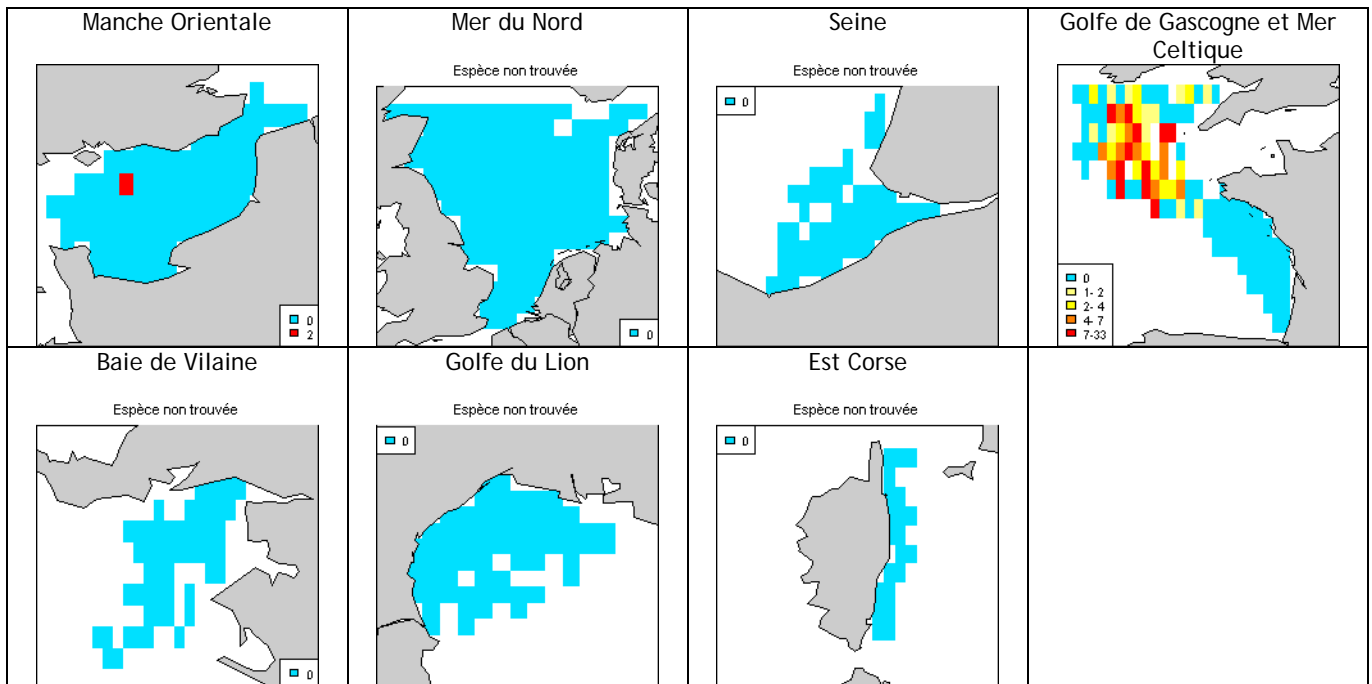 Manche Orientale
Mer du Nord
Seine
Golfe de Gascogne et Mer
Celtique
Espèce non trouvée
Espèce non trouvée
0
2
0
0
0
1- 2
2- 4
4- 7
7-33
Baie de Vilaine
Golfe du Lion
Est Corse
Espèce non trouvée
Espèce non trouvée
Espèce non trouvée
0
0
0